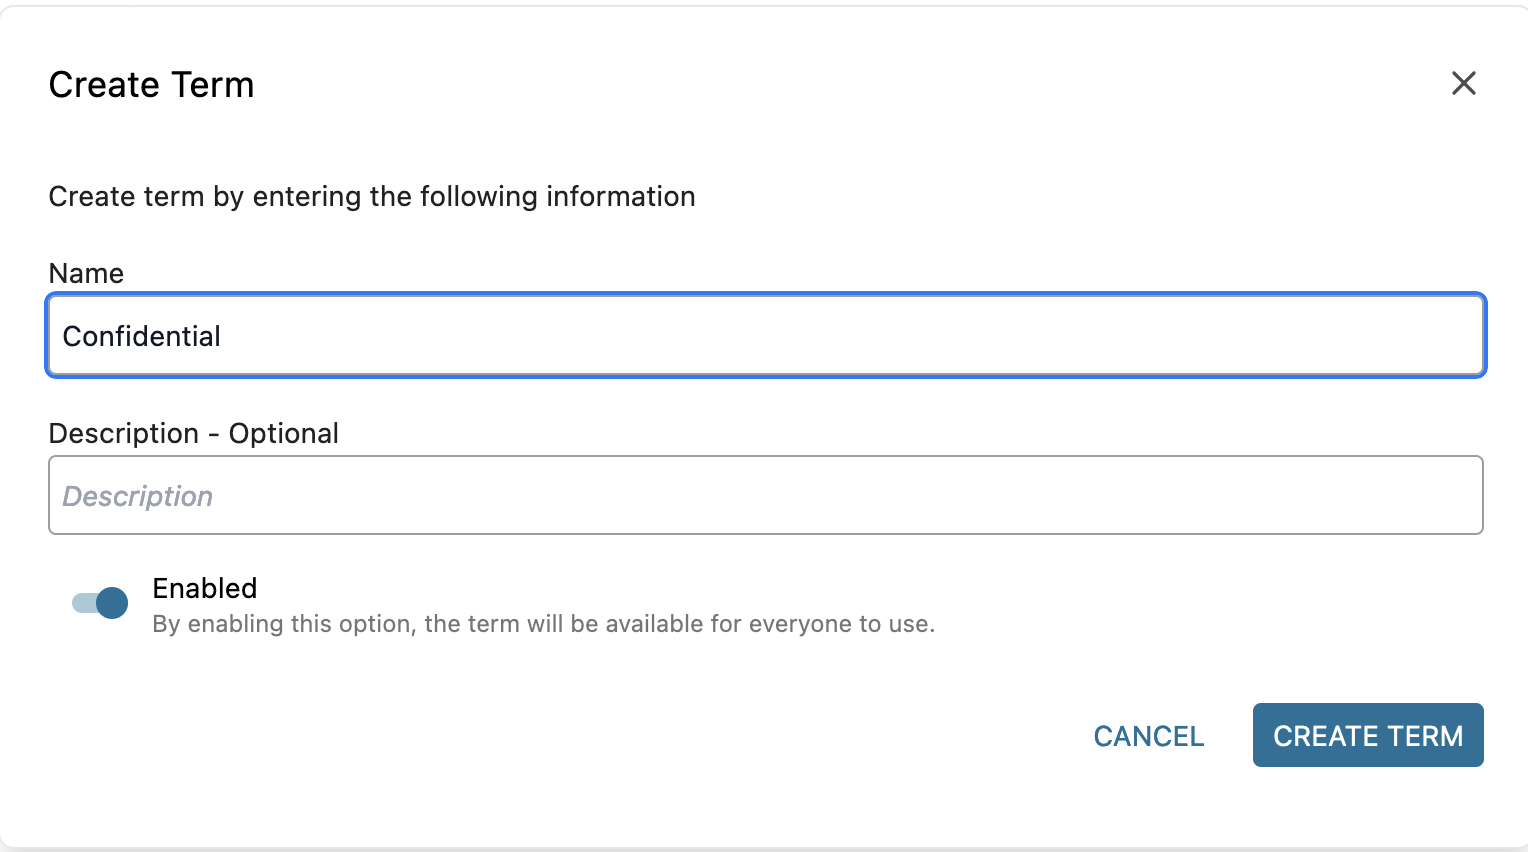 Create Term
Create term by entering the following information
Name
Confidential
Description - Optional
Description
Enabled
By enabling this option, the term will be available for everyone to use.
CANCEL
CREATE TERM